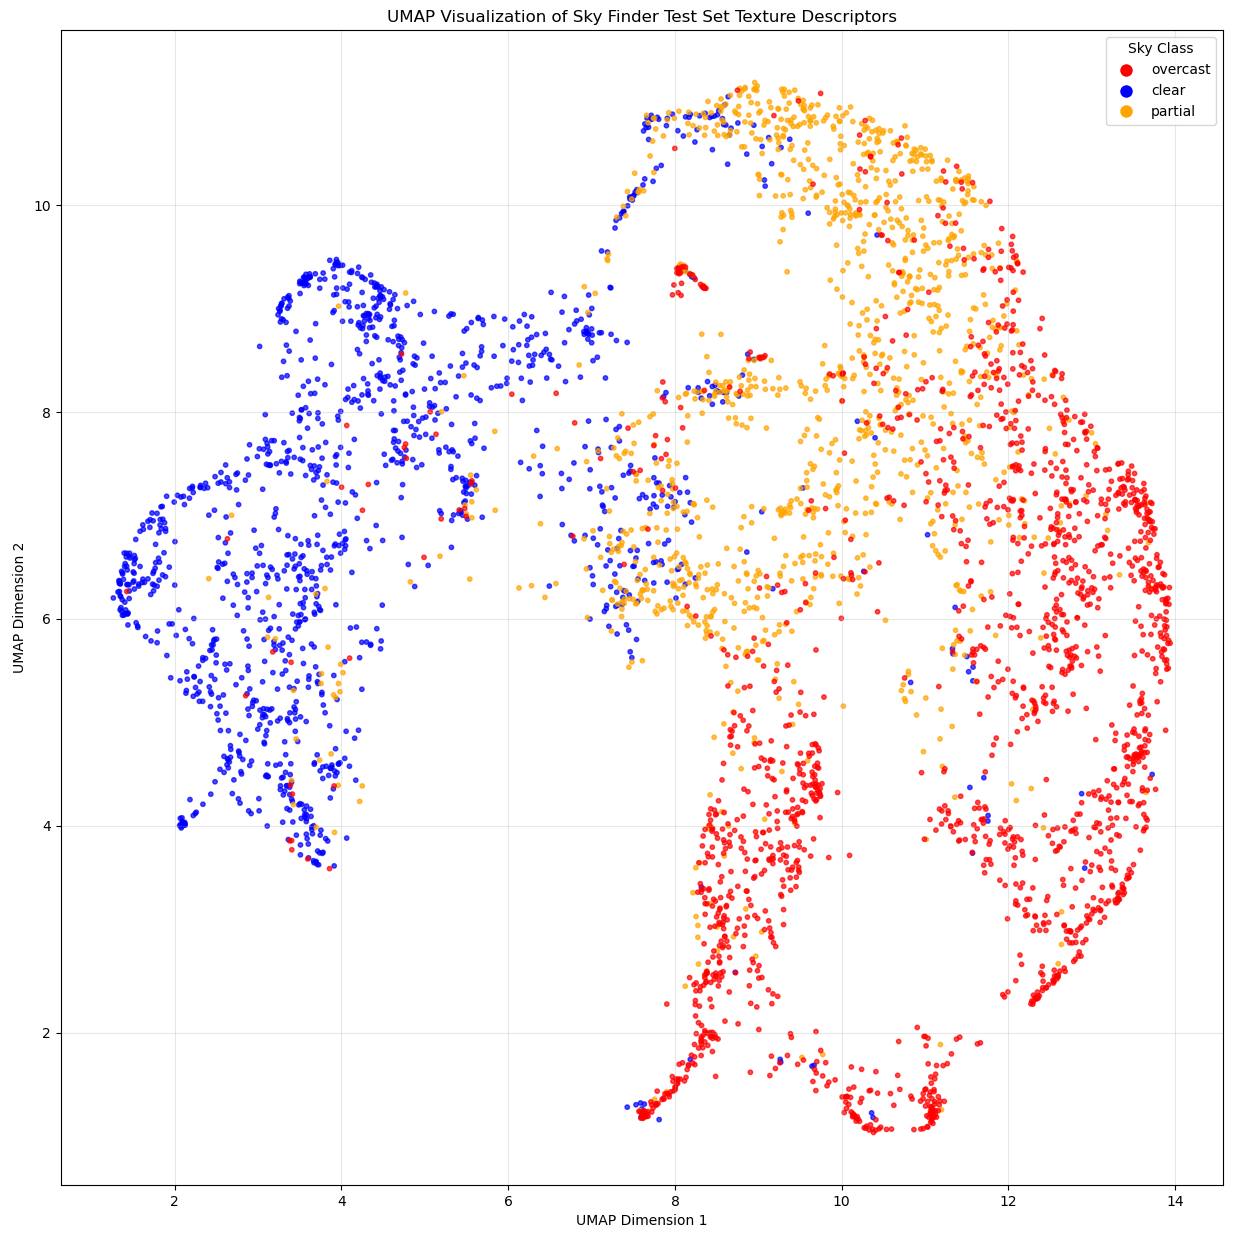 UMAP Visualization of Sky Finder Test Set Texture Descriptors
Sky Class
overcast
clear
partial
10
8
6
4
2
UMAP Dimension 2
2 4 6 8 10 12 14
UMAP Dimension 1